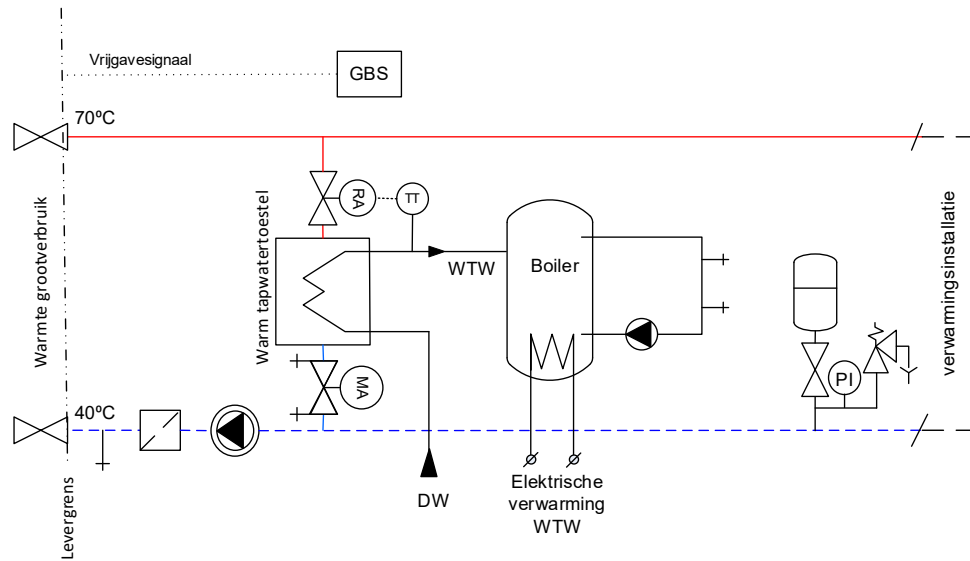 Vrijgavesignaal
GBS
70ºC
RA
TT
Warm tapwatertoestel
WTW
Boiler
Warmte grootverbruik
verwarmingsinstallatie
MA
PI
40ºC
DW
Elektrische
verwarming
WTW
Levergrens